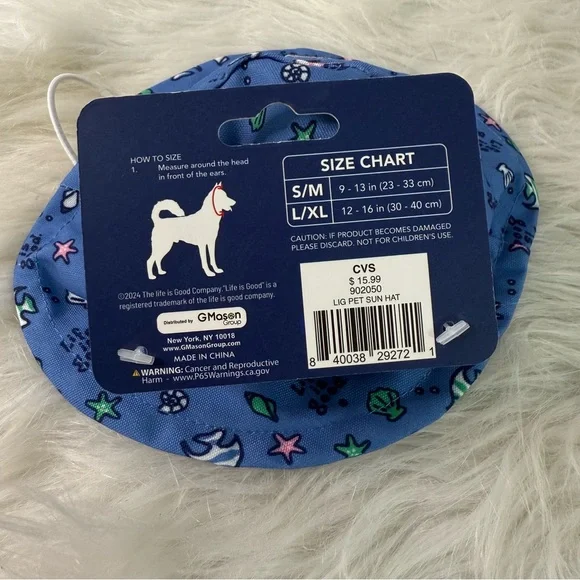 HOW TO SIZE
1. Measure around the head
in front of the ears.
SIZE CHART
S/M 9 - 13 in (23 - 33 cm)
L/XL 12 - 16 in (30 - 40 cm)
CAUTION: IF PRODUCT BECOMES DAMAGED
PLEASE DISCARD. NOT FOR CHILDREN'S USE.
©2024 The life is Good Company. "Life is Good" is a
registered trademark of the life is good company.
Distributed by GMason
Group
New York, NY 10018
www.GMasonGroup.com
MADE IN CHINA
WARNING: Cancer and Reproductive
Harm - www.P65Warnings.ca.gov
CVS
$ 15.99
902050
LIG PET SUN HAT
8 40038 29272 1